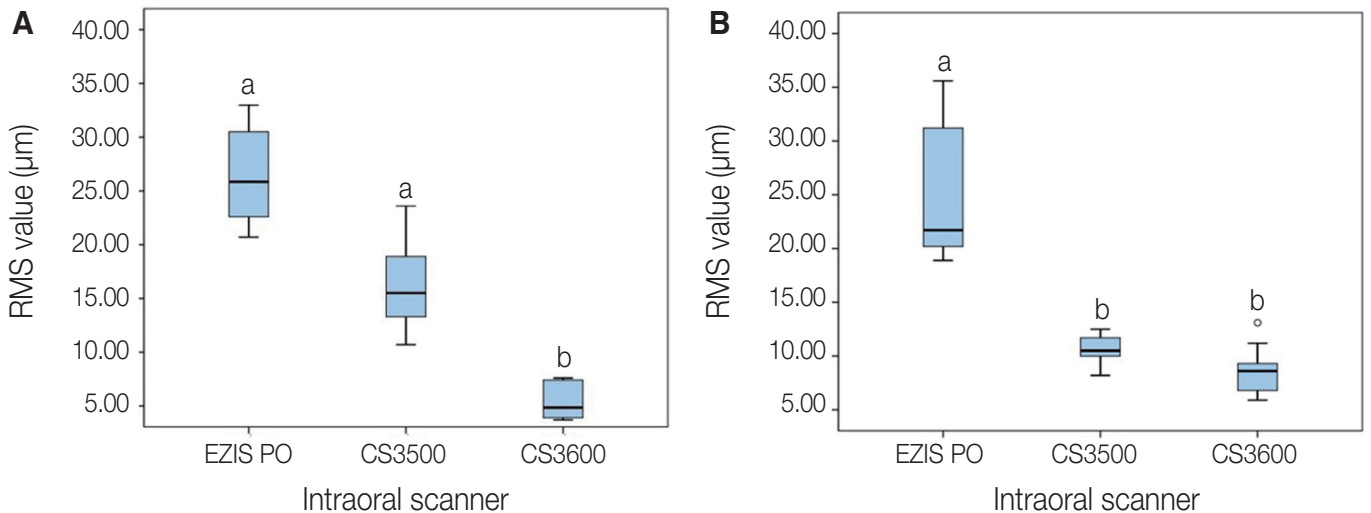 A
RMS value (µm)
40.00
35.00
30.00
25.00
20.00
15.00
10.00
5.00
a
a
b
EZIS PO CS3500 CS3600
Intraoral scanner
B
RMS value (µm)
40.00
35.00
30.00
25.00
20.00
15.00
10.00
5.00
a
b
b
EZIS PO CS3500 CS3600
Intraoral scanner